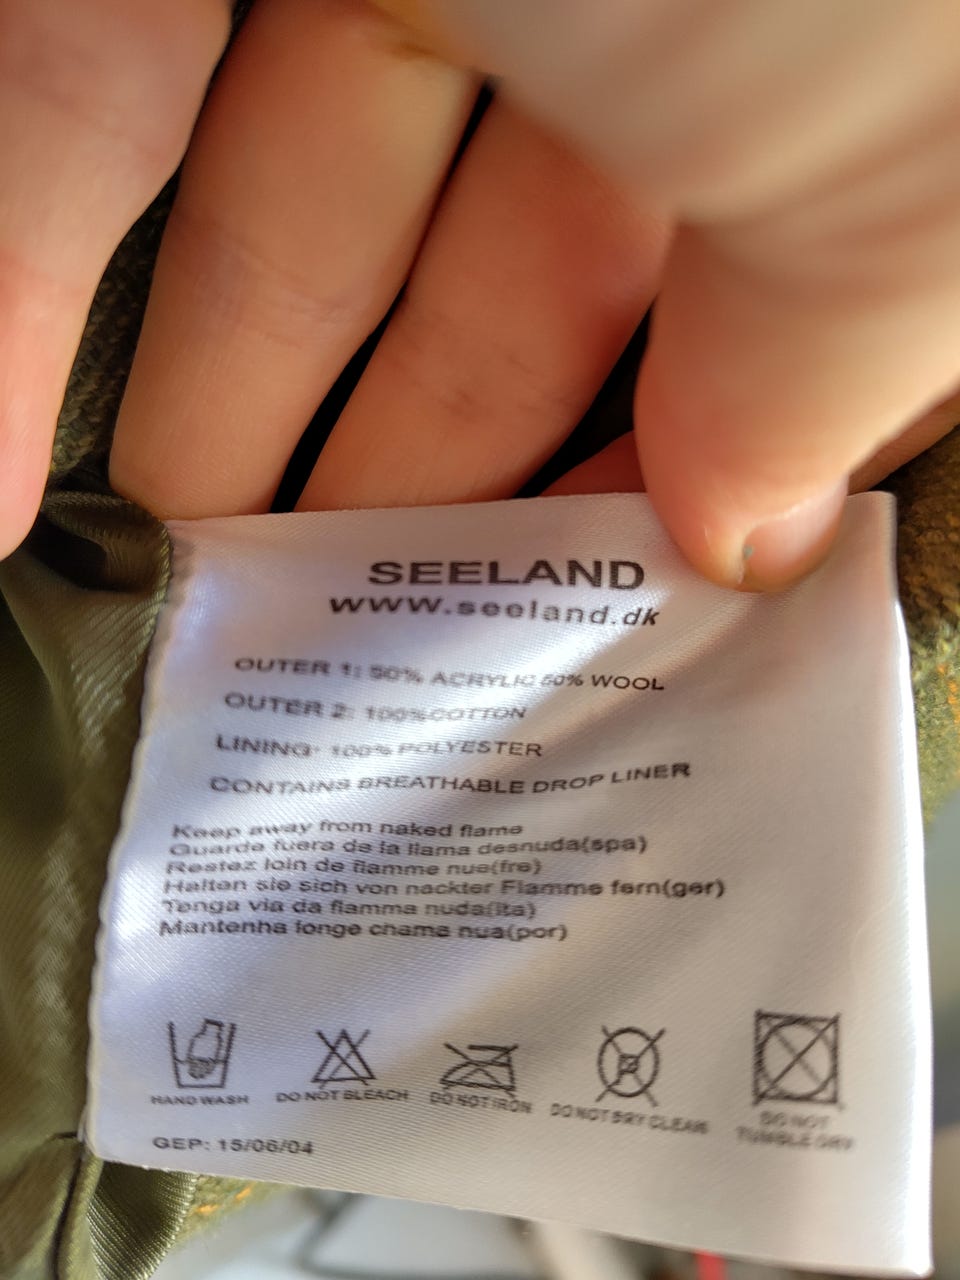 SEELAND
www.seeland.dk
OUTER 1: 50% ACRYLIC 50% WOOL
OUTER 2: 100%COTTON
LINING: 100% POLYESTER
CONTAINS BREATHABLE DROP LINER
Keep away from naked flame
Guarde fuera de la llama desnuda(spa)
Restez loin de flamme nue(fre)
Halten sie sich von nackter Flamme fern(ger)
Tenga via da fiamma nuda(ita)
Mantenha longe chama nua(por)
HAND WASH
DO NOT BLEACH
DO NOT IRON
DO NOT DRY CLEAN
DO NOT
TUMBLE DRY
GEP: 15/06/04